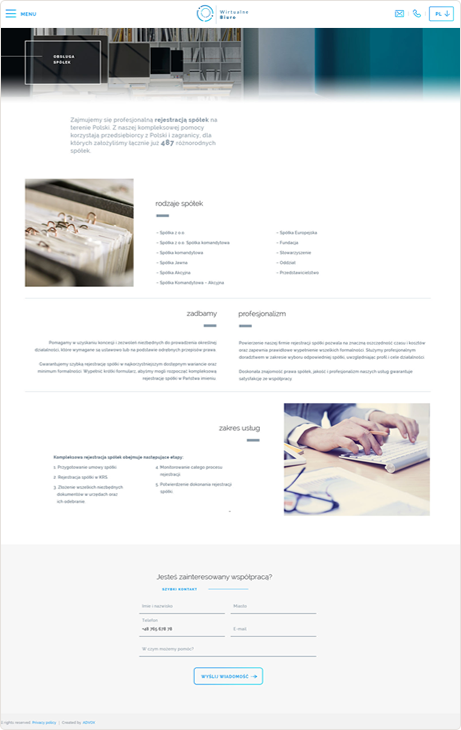 MENU
Wirtualne
Biuro
PL
OBSŁUGA
SPÓŁEK
Zajmujemy się profesjonalną rejestracją spółek na
terenie Polski. Z naszej kompleksowej pomocy
korzystają przedsiębiorcy z Polski i zagranicy, dla
których założyliśmy łącznie już 487 różnorodnych
spółek.
rodzaje spółek
– Spółka z o.o.
– Spółka z o.o. Spółka komandytowa
– Spółka komandytowa
– Spółka Jawna
– Spółka Akcyjna
– Spółka Komandytowo - Akcyjna
– Spółka Europejska
– Fundacja
– Stowarzyszenie
– Oddział
– Przedstawicielstwo
zadbamy
Pomagamy w uzyskaniu koncesji i zezwoleń niezbędnych do prowadzenia określonej
działalności, które wymagane są ustawowo lub na podstawie odrębnych przepisów prawa.
Gwarantujemy szybką rejestrację spółki w najkorzystniejszym dostępnym wariancie oraz
minimum formalności. Wypełnić krótki formularz, abyśmy mogli rozpocząć kompleksową
rejestrację spółki w Państwa imieniu.
profesjonalizm
Powierzenie naszej firmie rejestracji spółki pozwala na znaczną oszczędność czasu i kosztów
oraz zapewnia prawidłowe wypełnienie wszelkich formalności. Służymy profesjonalnym
doradztwem w zakresie wyboru odpowiedniej spółki, uwzględniając profil i cele działalności.
Doskonała znajomość prawa spółek, jakość i profesjonalizm naszych usług gwarantuje
satysfakcję ze współpracy.
zakres usług
Kompleksowa rejestracja spółek obejmuje następujące etapy:
1. Przygotowanie umowy spółki
2. Rejestracja spółki w KRS
3. Złożenie wszelkich niezbędnych
dokumentów w urzędach oraz
ich odebranie
4. Monitorowanie całego procesu
rejestracji
5. Potwierdzenie dokonania rejestracji
spółki
Jesteś zainteresowany współpracą?
SZYBKI KONTAKT
Imię i nazwisko
Miasto
Telefon
+48 765 678 78
E-mail
W czym możemy pomóc?
WYŚLIJ WIADOMOŚĆ
ll rights reserved. Privacy policy | Created by